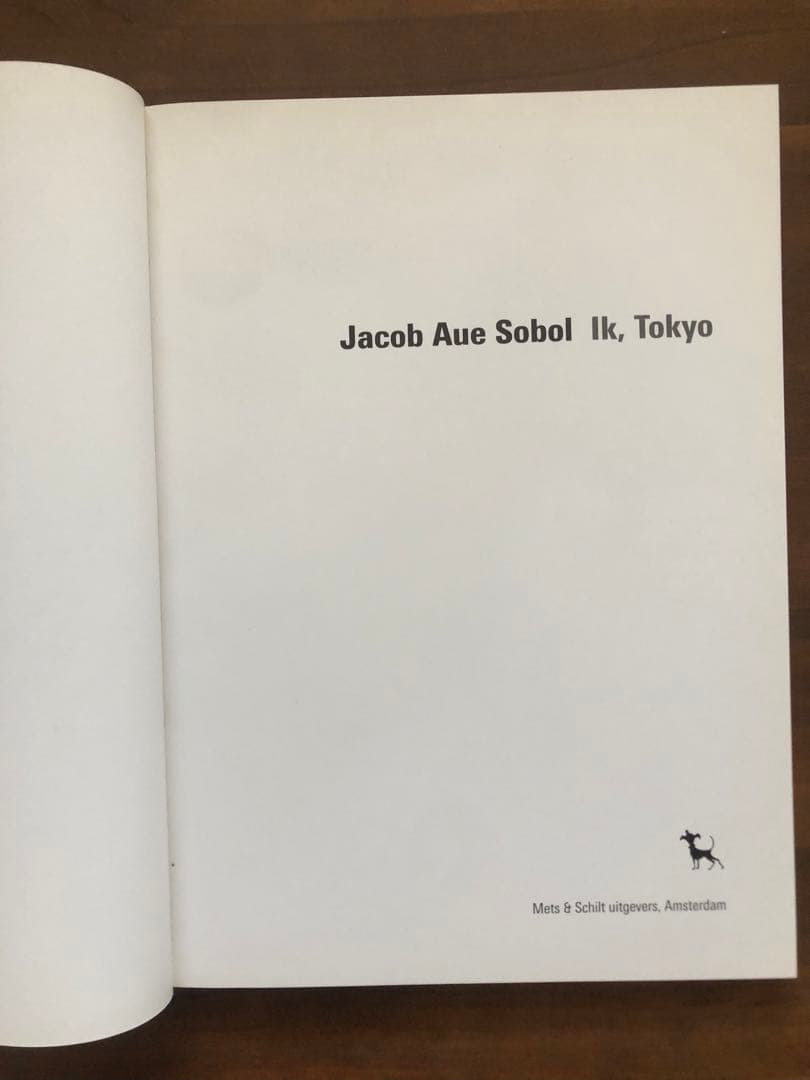 Jacob Aue Sobol Ik, Tokyo
Mets & Schilt uitgevers, Amsterdam